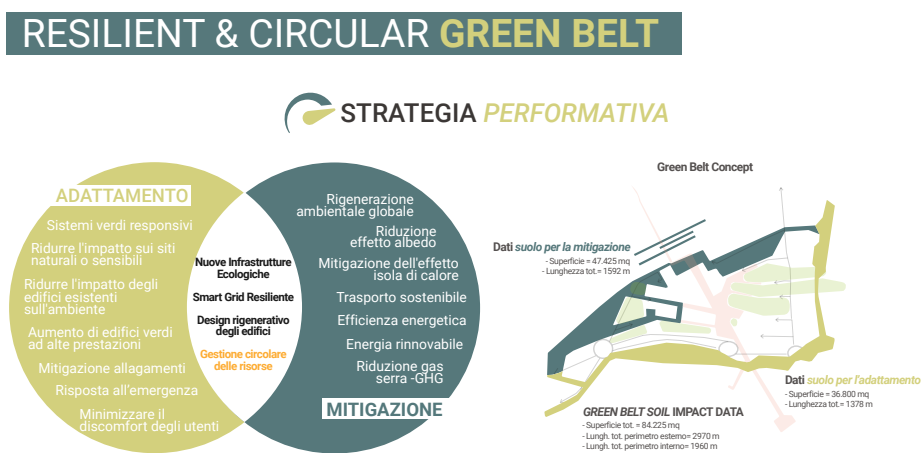 RESILIENT & CIRCULAR GREEN BELT
STRATEGIA PERFORMATIVA
ADATTAMENTO
Sistemi verdi responsivi
Ridurre l'impatto sui siti
naturali o sensibili
Ridurre l'impatto degli
edifici esistenti
sull'ambiente
Aumento di edifici verdi
ad alte prestazioni
Mitigazione allagamenti
Risposta all'emergenza
Minimizzare il
discomfort degli utenti
Nuove Infrastrutture
Ecologiche
Smart Grid Resiliente
Design rigenerativo
degli edifici
Gestione circolare
delle risorse
Rigenerazione
ambientale globale
Riduzione
effetto albedo
Mitigazione dell'effetto
isola di calore
Trasporto sostenibile
Efficienza energetica
Energia rinnovabile
Riduzione gas
serra -GHG
MITIGAZIONE
Green Belt Concept
Dati suolo per la mitigazione
- Superficie = 47.425 mq
- Lunghezza tot.= 1592 m
Dati suolo per l'adattamento
- Superficie = 36.800 mq
- Lunghezza tot.= 1378 m
GREEN BELT SOIL IMPACT DATA
- Superficie tot. = 84.225 mq
- Lungh. tot. perimetro esterno= 2970 m
- Lungh. tot. perimetro interno= 1960 m